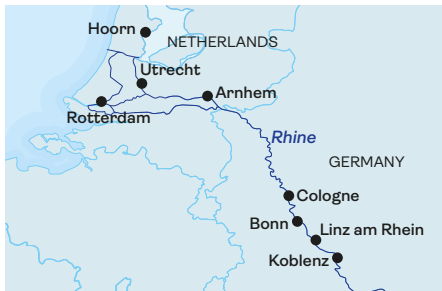 Hoorn
NETHERLANDS
Utrecht
Arnhem
Rotterdam
Rhine
GERMANY
Cologne
Bonn
Linz am Rhein
Koblenz